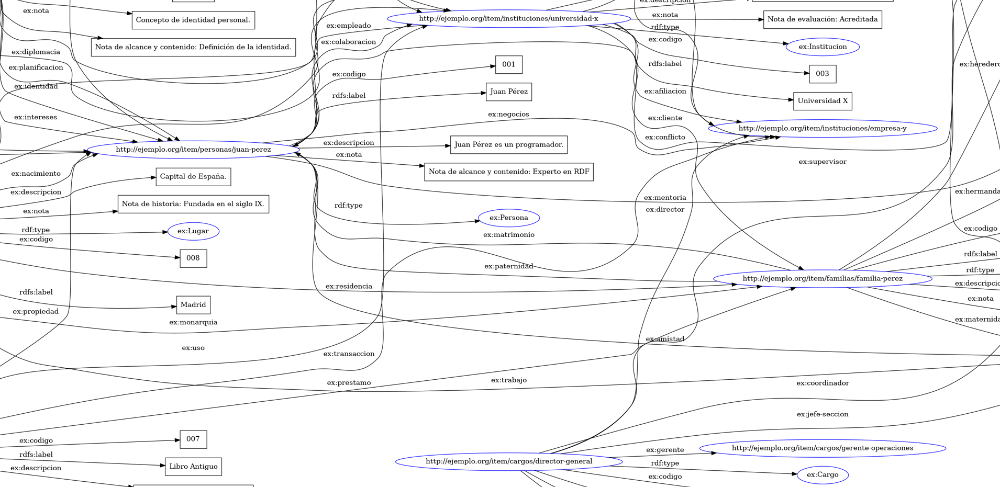 ex:nota
Concepto de identidad personal.
Nota de alcance y contenido: Definición de la identidad.
ex:diplomacia
ex:planificacion
ex:identidad
ex:intereses
http://ejemplo.org/item/personas/juan-perez
ex:nacimiento
Capital de España.
ex:descripcion
Nota de historia: Fundada en el siglo IX.
ex:nota
rdf:type
ex:Lugar
ex:codigo
008
rdfs:label
Madrid
ex:propiedad
ex:monarquia
ex:uso
ex:codigo
007
rdfs:label
Libro Antiguo
ex:descripcion
ex:empleado
ex:colaboracion
ex:codigo
001
rdfs:label
Juan Pérez
ex:negocios
ex:descripcion
Juan Pérez es un programador.
ex:nota
Nota de alcance y contenido: Experto en RDF
rdf:type
ex:Persona
ex:matrimonio
ex:paternidad
ex:residencia
ex:transaccion
ex:prestamo
ex:trabajo
http://ejemplo.org/item/instituciones/universidad-x
ex:descripcion
ex:nota
Nota de evaluación: Acreditada
rdf:type
ex:Institucion
ex:codigo
003
rdfs:label
Universidad X
ex:afiliacion
ex:cliente
http://ejemplo.org/item/instituciones/empresa-y
ex:conflicto
ex:supervisor
ex:mentoria
ex:director
http://ejemplo.org/item/familias/familia-perez
ex:amistad
ex:coordinador
ex:jefe-seccion
http://ejemplo.org/item/cargos/director-general
ex:gerente
http://ejemplo.org/item/cargos/gerente-operaciones
rdf:type
ex:Cargo
ex:codigo
ex:heredero
ex:hermanda
ex:codigo
rdfs:label
rdf:type
ex:descripcio
ex:nota
ex:maternida